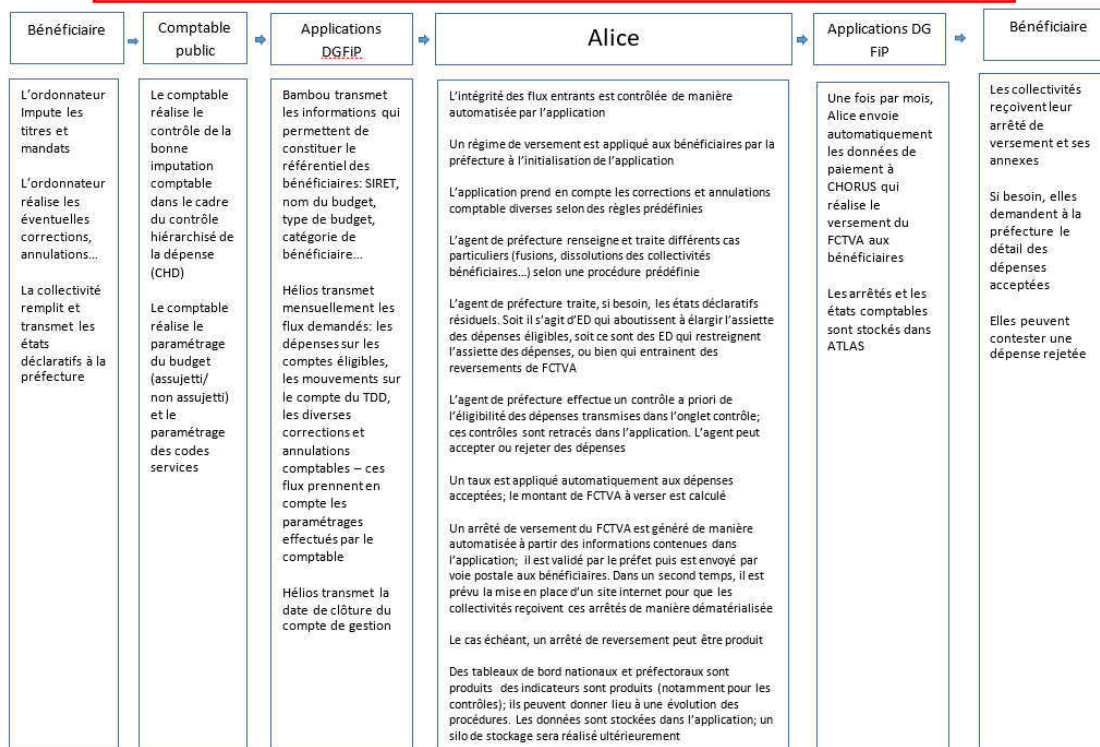 Bénéficiaire
Comptable
public
Applications
DGFiP
Alice
Applications DG
FiP
Bénéficiaire
L'ordonnateur
Impute les
titres et
mandats
L'ordonnateur
réalise les
éventuelles
corrections,
annulations…
La collectivité
remplit et
transmet les
états
déclaratifs à la
préfecture
Le comptable
réalise le
contrôle de la
bonne
imputation
comptable
dans le cadre
du contrôle
hiérarchisé de
la dépense
(CHD)
Le comptable
réalise le
paramétrage
du budget
(assujetti/
non assujetti)
et le
paramétrage
des codes
services
Bambou transmet
les informations qui
permettent de
constituer le
référentiel des
bénéficiaires: SIRET,
nom du budget,
type de budget,
catégorie de
bénéficiaire…
Hélios transmet
mensuellement les
flux demandés: les
dépenses sur les
comptes éligibles,
les mouvements sur
le compte du TDD,
les diverses
corrections et
annulations
comptables – ces
flux prennent en
compte les
paramétrages
effectués par le
comptable
Hélios transmet la
date de clôture du
compte de gestion
L'intégrité des flux entrants est contrôlée de manière
automatisée par l'application
Un régime de versement est appliqué aux bénéficiaires par la
préfecture à l'initialisation de l'application
L'application prend en compte les corrections et annulations
comptable diverses selon des règles prédéfinies
L'agent de préfecture renseigne et traite différents cas
particuliers (fusions, dissolutions des collectivités
bénéficiaires…) selon une procédure prédéfinie
L'agent de préfecture traite, si besoin, les états déclaratifs
résiduels. Soit il s'agit d'ED qui aboutissent à élargir l'assiette
des dépenses éligibles, soit ce sont des ED qui restreignent
l'assiette des dépenses, ou bien qui entrainent des
reversements de FCTVA
L'agent de préfecture effectue un contrôle a priori de
l'éligibilité des dépenses transmises dans l'onglet contrôle;
ces contrôles sont retracés dans l'application. L'agent peut
accepter ou rejeter des dépenses
Un taux est appliqué automatiquement aux dépenses
acceptées; le montant de FCTVA à verser est calculé
Un arrêté de versement du FCTVA est généré de manière
automatisée à partir des informations contenues dans
l'application; il est validé par le préfet puis est envoyé par
voie postale aux bénéficiaires. Dans un second temps, il est
prévu la mise en place d'un site internet pour que les
collectivités reçoivent ces arrêtés de manière dématérialisée
Le cas échéant, un arrêté de reversement peut être produit
Des tableaux de bord nationaux et préfectoraux sont
produits des indicateurs sont produits (notamment pour les
contrôles); ils peuvent donner lieu à une évolution des
procédures. Les données sont stockées dans l'application; un
silo de stockage sera réalisé ultérieurement
Une fois par mois,
Alice envoie
automatiquement
les données de
paiement à
CHORUS qui
réalise le
versement du
FCTVA aux
bénéficiaires
Les arrêtés et les
états comptables
sont stockés dans
ATLAS
Les collectivités
reçoivent leur
arrêté de
versement et ses
annexes
Si besoin, elles
demandent à la
préfecture le
détail des
dépenses
acceptées
Elles peuvent
contester une
dépense rejetée